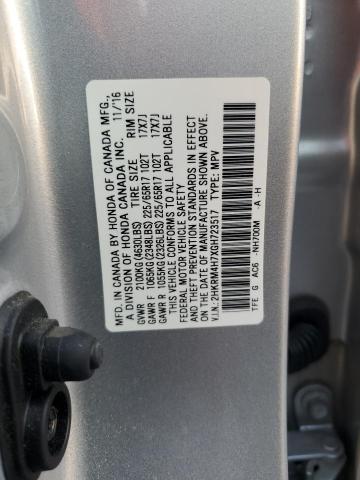 MFD. IN CANADA BY HONDA OF CANADA MFG.,
A DIVISION OF HONDA CANADA INC. 11/16
TIRE SIZE RIM SIZE
GVWR 2100KG(4630LBS)
GAWR F 1065KG(2348LBS) 225/65R17 102T 17X7J
GAWR R 1055KG(2326LBS) 225/65R17 102T 17X7J
THIS VEHICLE CONFORMS TO ALL APPLICABLE
FEDERAL MOTOR VEHICLE SAFETY
AND THEFT PREVENTION STANDARDS IN EFFECT
ON THE DATE OF MANUFACTURE SHOWN ABOVE.
V.I.N.: 2HKRM4H7XGH723517 TYPE: MPV
TFE G AC6 -NH700M -A -H